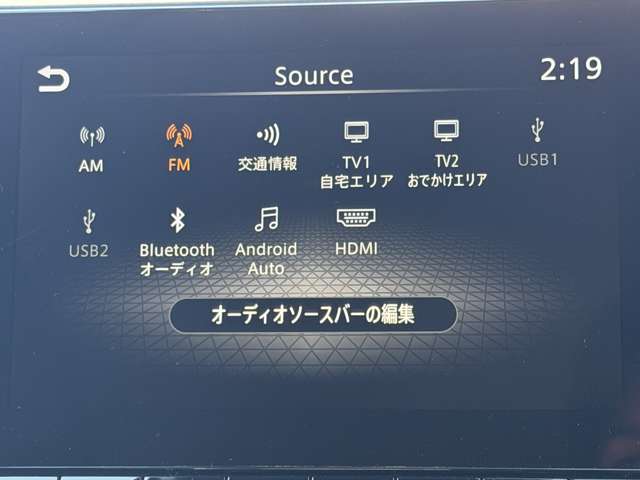 Source
2:19
AM
FM
交通情報
TV1
自宅エリア
TV2
おでかけエリア
USB1
USB2
Bluetooth
オーディオ
Android
Auto
HDMI
オーディオソースバーの編集